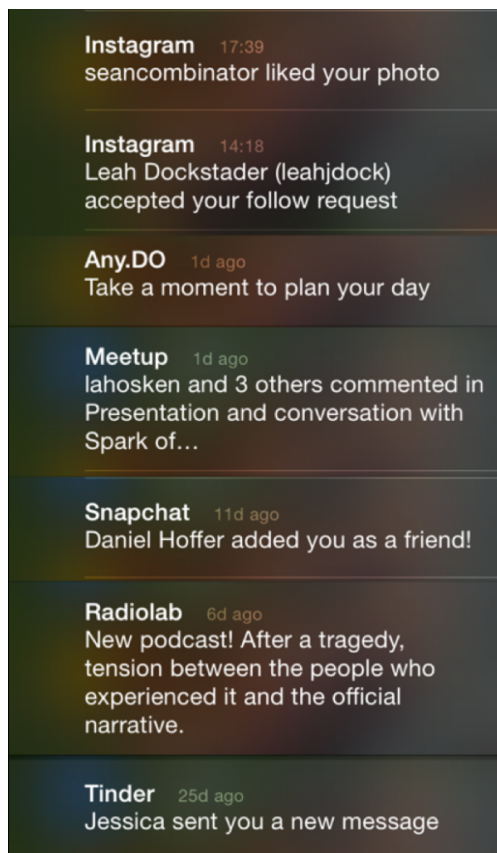 Instagram 17:39
seancombinator liked your photo
Instagram 14:18
Leah Dockstader (leahjdock)
accepted your follow request
Any.DO 1d ago
Take a moment to plan your day
Meetup 1d ago
lahosken and 3 others commented in
Presentation and conversation with
Spark of...
Snapchat 11d ago
Daniel Hoffer added you as a friend!
Radiolab 6d ago
New podcast! After a tragedy,
tension between the people who
experienced it and the official
narrative.
Tinder 25d ago
Jessica sent you a new message